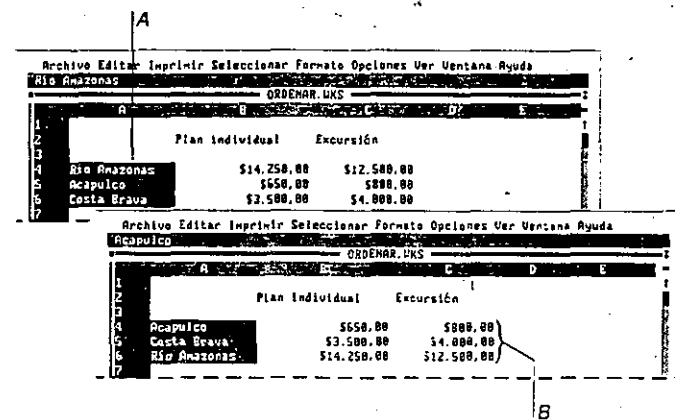 A
Archivo Editar Imprimir Seleccionar Formato Opciones Ver Ventana Ayuda
Rio Amazonas
ORDENAR.WKS
A B C D E
1
2 Plan individual Excursión
3
4 Rio Amazonas $14.250,00 $12.500,00
5 Acapulco $650,00 $800,00
6 Costa Brava $3.500,00 $4.000,00
7
Archivo Editar Imprimir Seleccionar Formato Opciones Ver Ventana Ayuda
Acapulco
ORDENAR.WKS
A B C D E
1
2 Plan individual Excursión
3
4 Acapulco $650,00 $800,00
5 Costa Brava $3.500,00 $4.000,00
6 Río Amazonas $14.250,00 $12.500,00
7
B